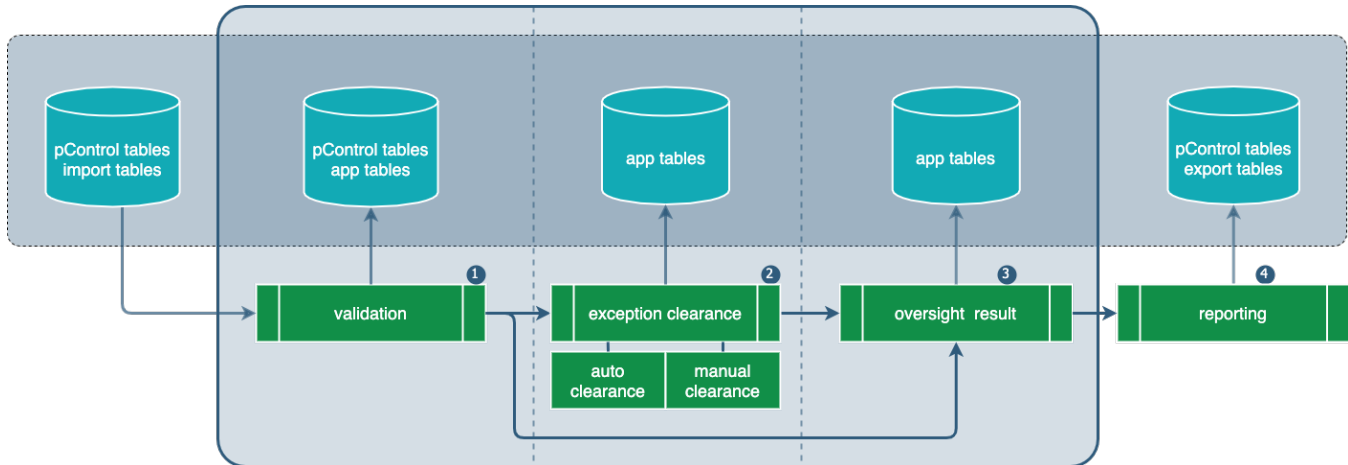 pControl tables
import tables
pControl tables
app tables
app tables
app tables
pControl tables
export tables
1
validation
2
exception clearance
auto
clearance
manual
clearance
3
oversight result
4
reporting